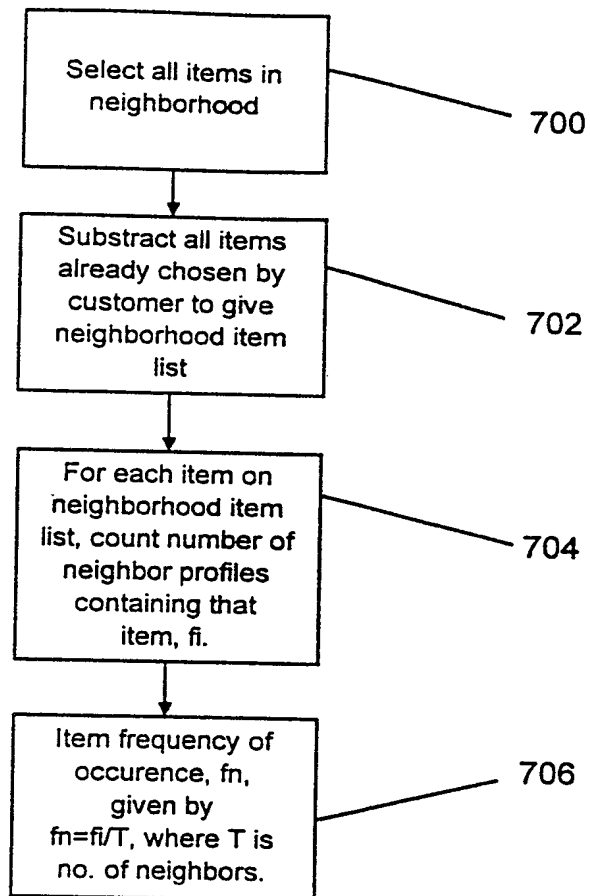 Select all items in
neighborhood
700
Substract all items
already chosen by
customer to give
neighborhood item
list
702
For each item on
neighborhood item
list, count number of
neighbor profiles
containing that
item, fi.
704
Item frequency of
occurence, fn,
given by
fn=fi/T, where T is
no. of neighbors.
706